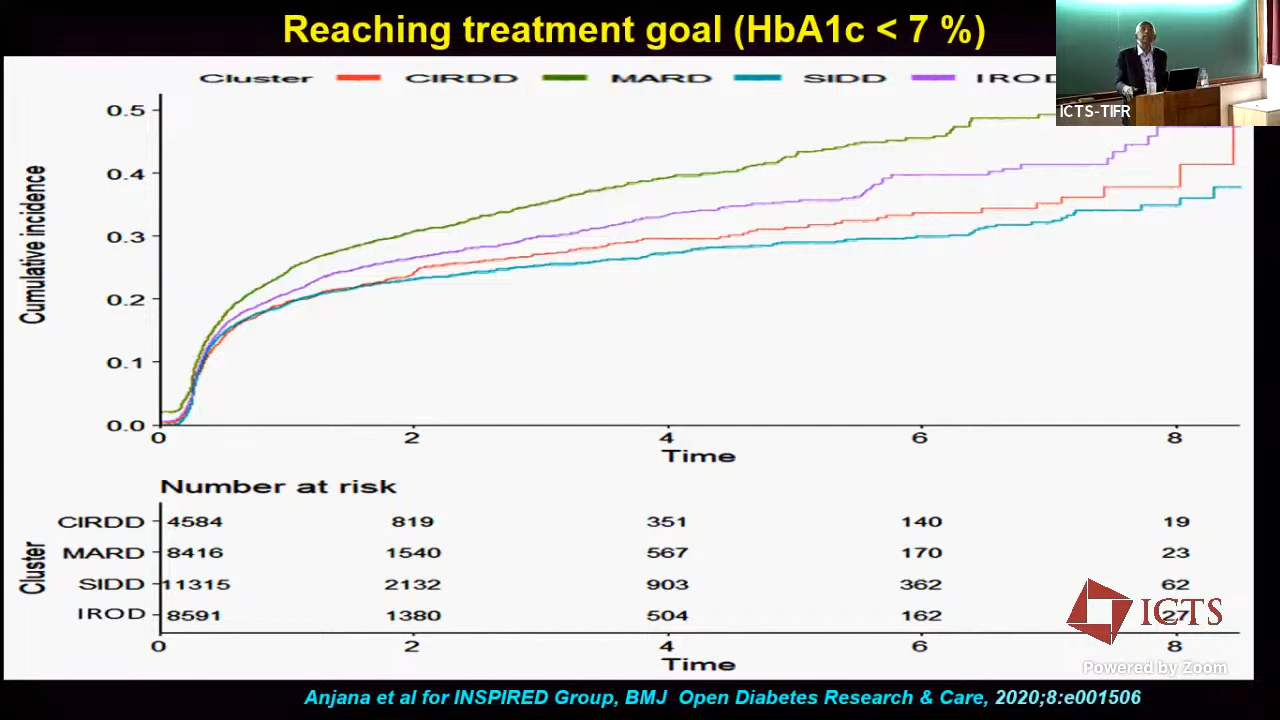 Reaching treatment goal (HbA1c < 7 %)
ICTS-TIFR
Cluster CIRDD MARD SIDD IROD
Cumulative incidence
0.5
0.4
0.3
0.2
0.1
0.0
0 2 4 6 8
Time
Number at risk
Cluster
CIRDD 4584 819 351 140 19
MARD 8416 1540 567 170 23
SIDD 11315 2132 903 362 62
IROD 8591 1380 504 162 27
0 2 4 6 8
Time
ICTS
Powered by Zoom
Anjana et al for INSPIRED Group, BMJ Open Diabetes Research & Care, 2020;8:e001506